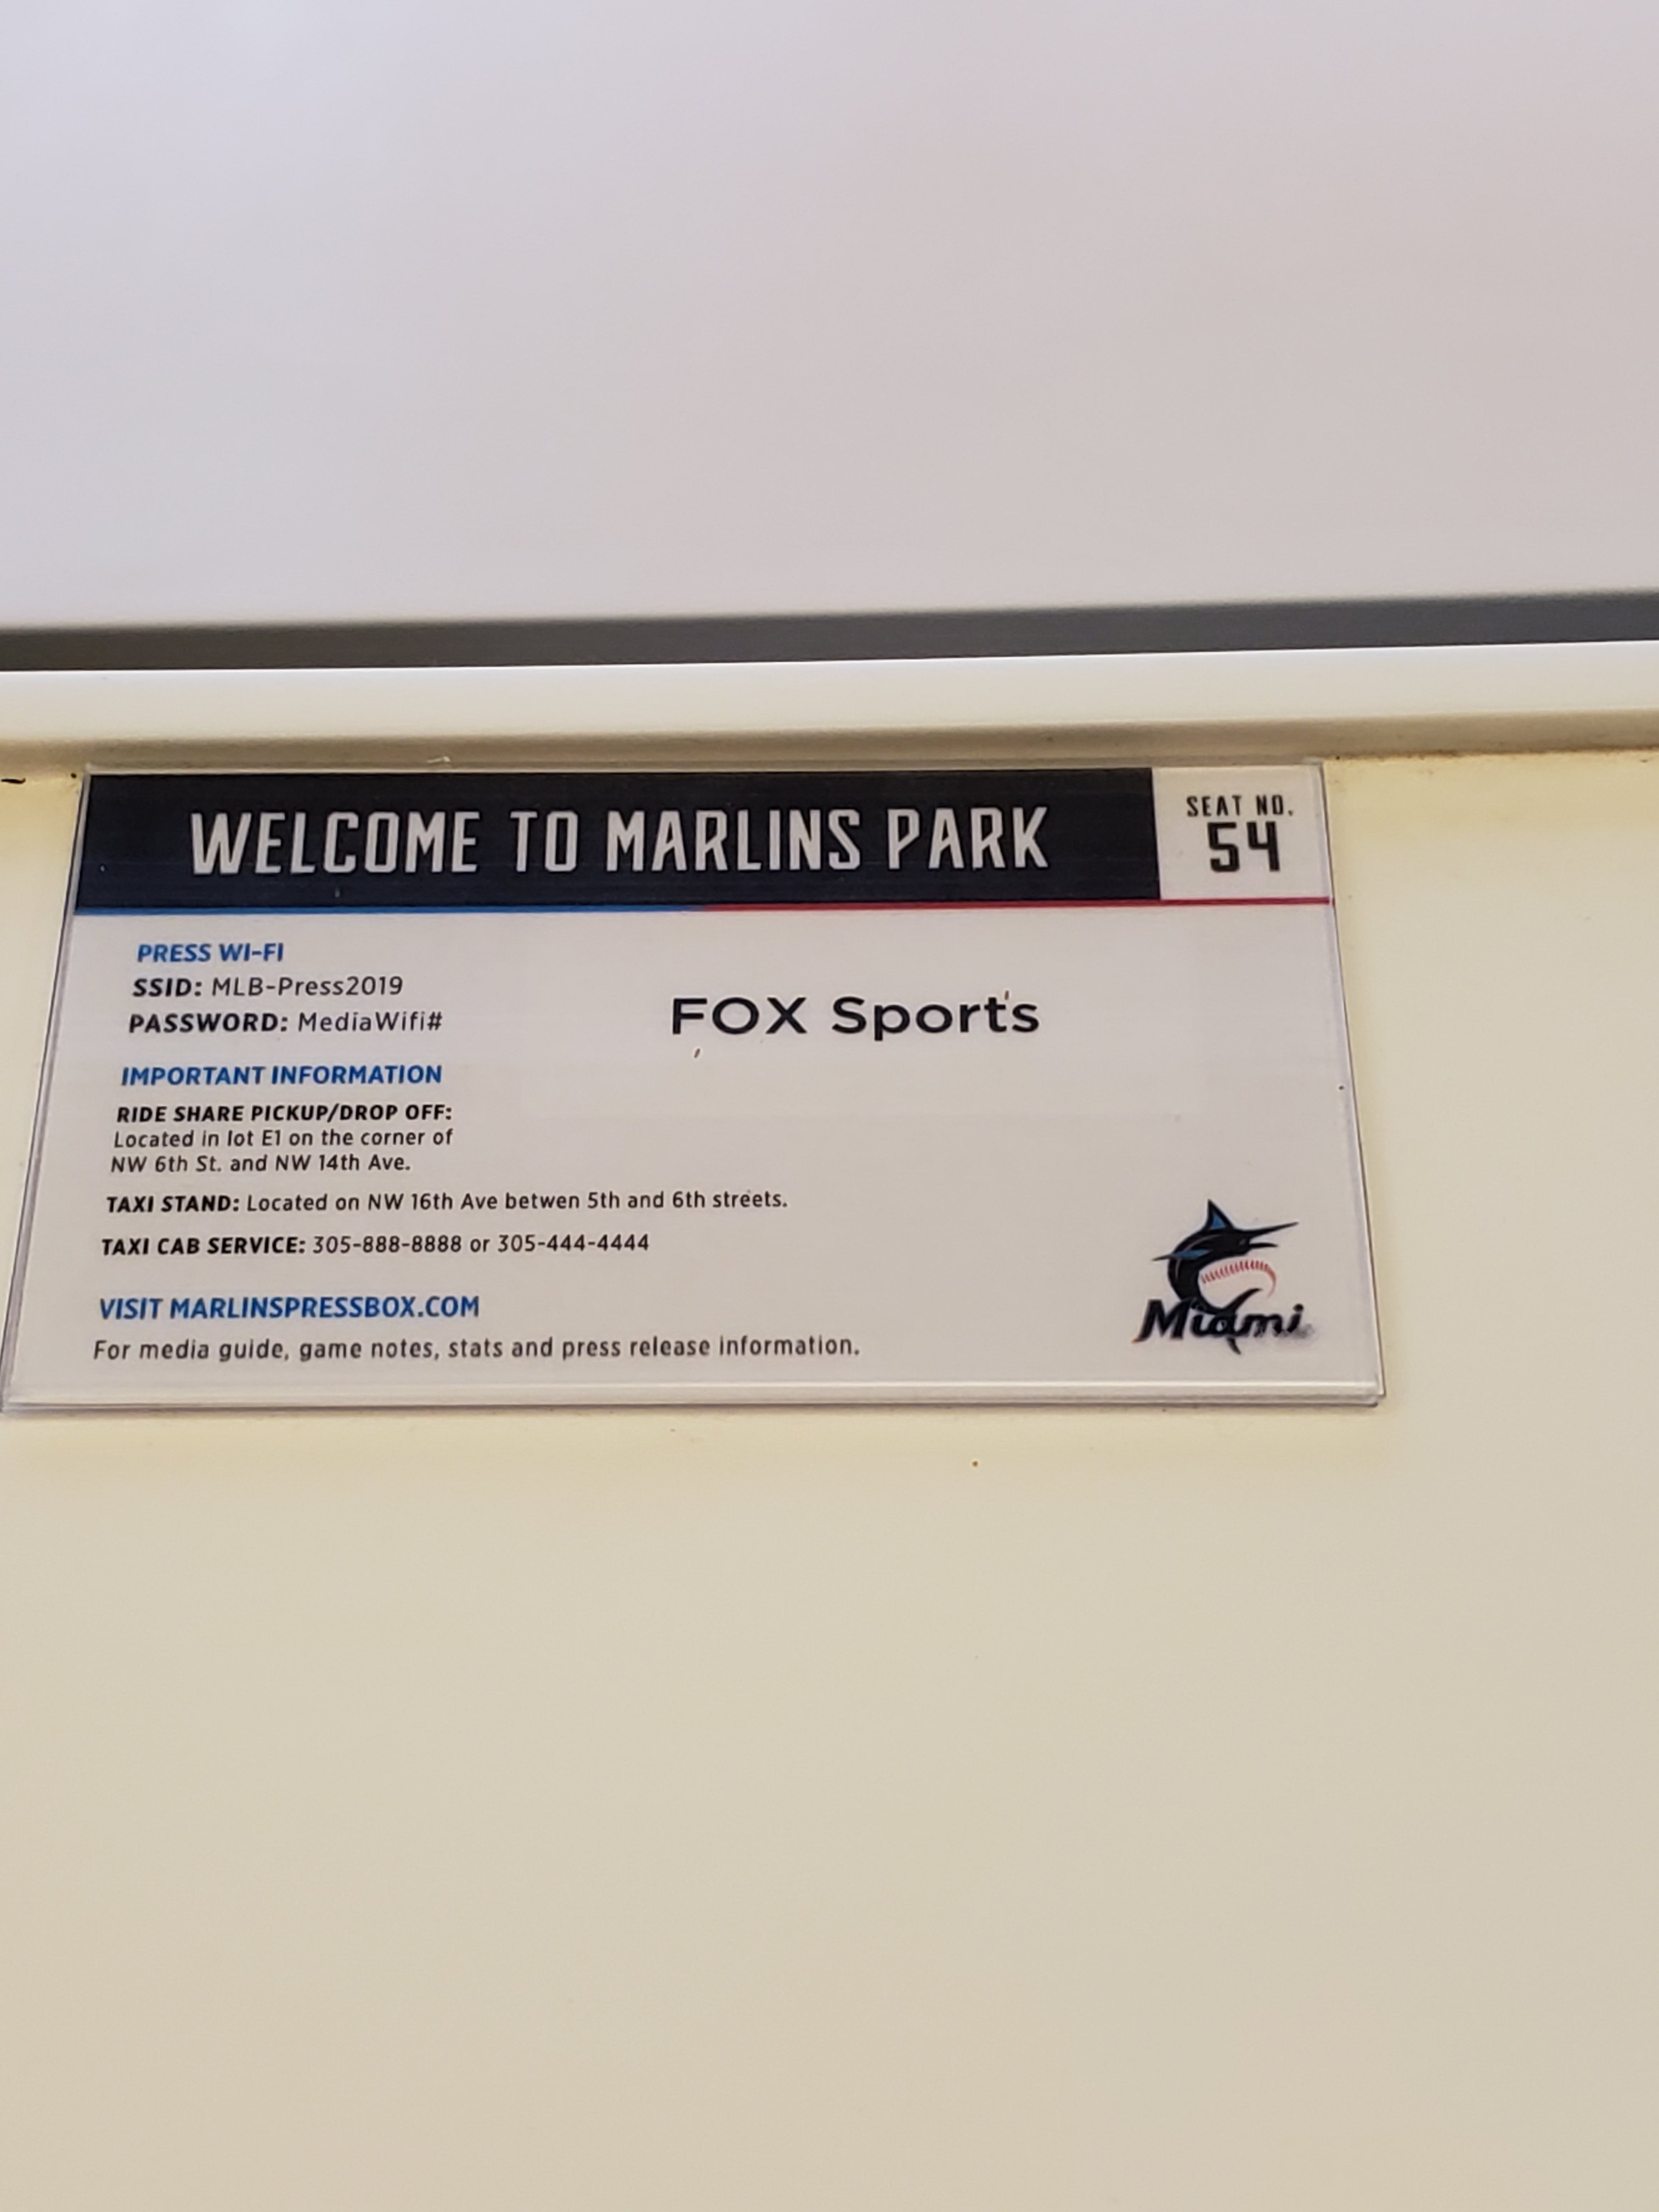 WELCOME TO MARLINS PARK
SEAT NO.
54
PRESS WI-FI
SSID: MLB-Press2019
PASSWORD: MediaWifi#
FOX Sports
IMPORTANT INFORMATION
RIDE SHARE PICKUP/DROP OFF:
Located in lot E1 on the corner of
NW 6th St. and NW 14th Ave.
TAXI STAND: Located on NW 16th Ave betwen 5th and 6th streets.
TAXI CAB SERVICE: 305-888-8888 or 305-444-4444
VISIT MARLINSPRESSBOX.COM
For media guide, game notes, stats and press release information.
Miami